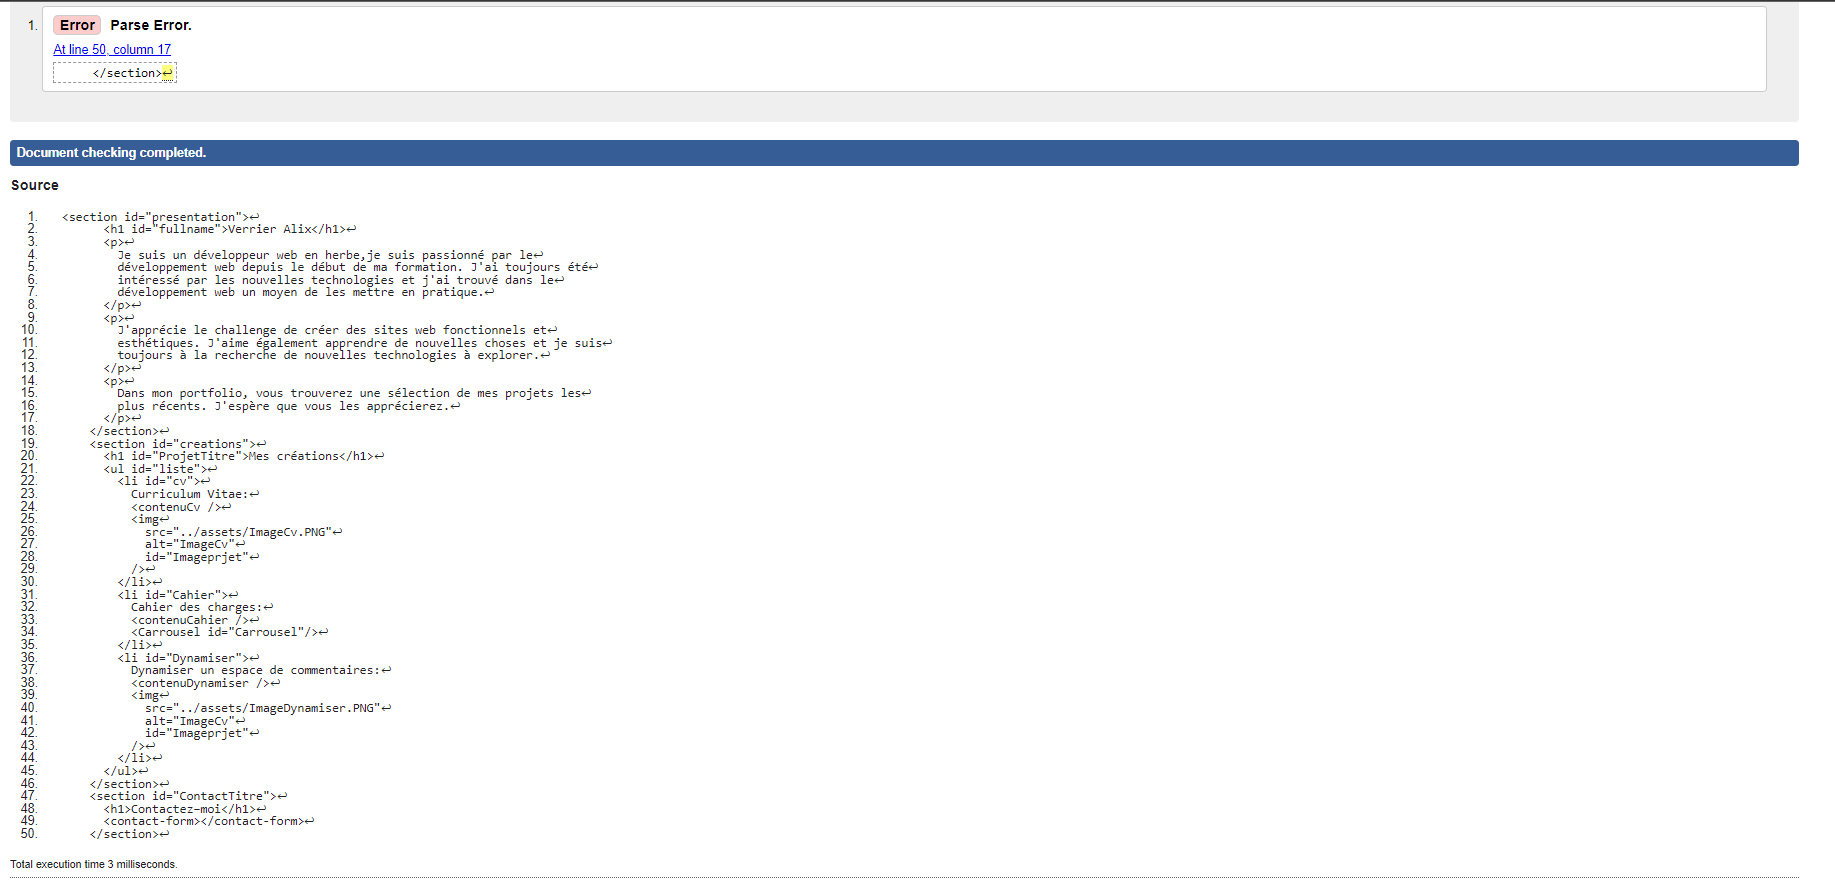 1. Error Parse Error.
At line 50, column 17
</section>↩
Document checking completed.
Source
1. <section id="presentation">↩
2. <h1 id="fullname">Verrier Alix</h1>↩
3. <p>↩
4. Je suis un développeur web en herbe,je suis passionné par le↩
5. développement web depuis le début de ma formation. J'ai toujours été↩
6. intéressé par les nouvelles technologies et j'ai trouvé dans le↩
7. développement web un moyen de les mettre en pratique.↩
8. </p>↩
9. <p>↩
10. J'apprécie le challenge de créer des sites web fonctionnels et↩
11. esthétiques. J'aime également apprendre de nouvelles choses et je suis↩
12. toujours à la recherche de nouvelles technologies à explorer.↩
13. </p>↩
14. <p>↩
15. Dans mon portfolio, vous trouverez une sélection de mes projets les↩
16. plus récents. J'espère que vous les apprécierez.↩
17. </p>↩
18. </section>↩
19. <section id="creations">↩
20. <h1 id="ProjetTitre">Mes créations</h1>↩
21. <ul id="liste">↩
22. <li id="cv">↩
23. Curriculum Vitae:↩
24. <contenuCv />↩
25. <img↩
26. src="../assets/ImageCv.PNG"↩
27. alt="ImageCv"↩
28. id="Imageprjet"↩
29. />↩
30. </li>↩
31. <li id="Cahier">↩
32. Cahier des charges:↩
33. <contenuCahier />↩
34. <Carrousel id="Carrousel"/>↩
35. </li>↩
36. <li id="Dynamiser">↩
37. Dynamiser un espace de commentaires:↩
38. <contenuDynamiser />↩
39. <img↩
40. src="../assets/ImageDynamiser.PNG"↩
41. alt="ImageCv"↩
42. id="Imageprjet"↩
43. />↩
44. </li>↩
45. </ul>↩
46. </section>↩
47. <section id="ContactTitre">↩
48. <h1>Contactez-moi</h1>↩
49. <contact-form></contact-form>↩
50. </section>↩
Total execution time 3 milliseconds.